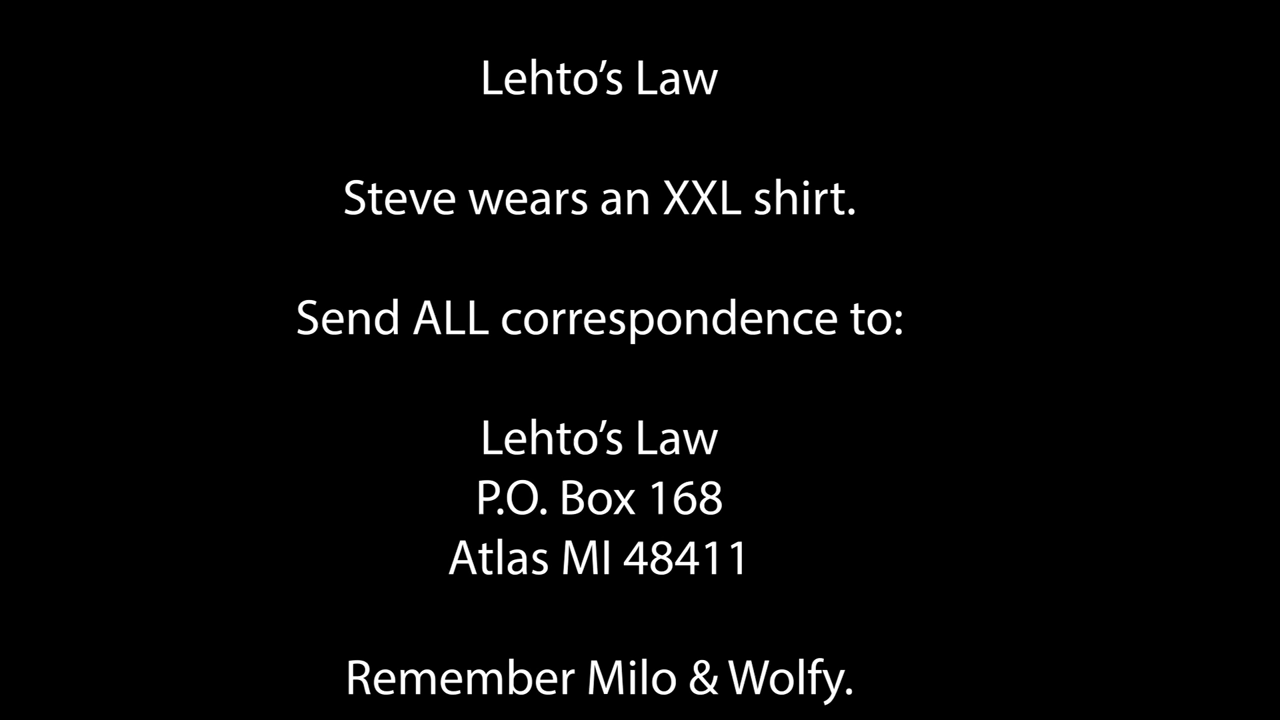 Lehto’s Law
Steve wears an XXL shirt.
Send ALL correspondence to:
Lehto’s Law
P.O. Box 168
Atlas MI 48411
Remember Milo & Wolfy.